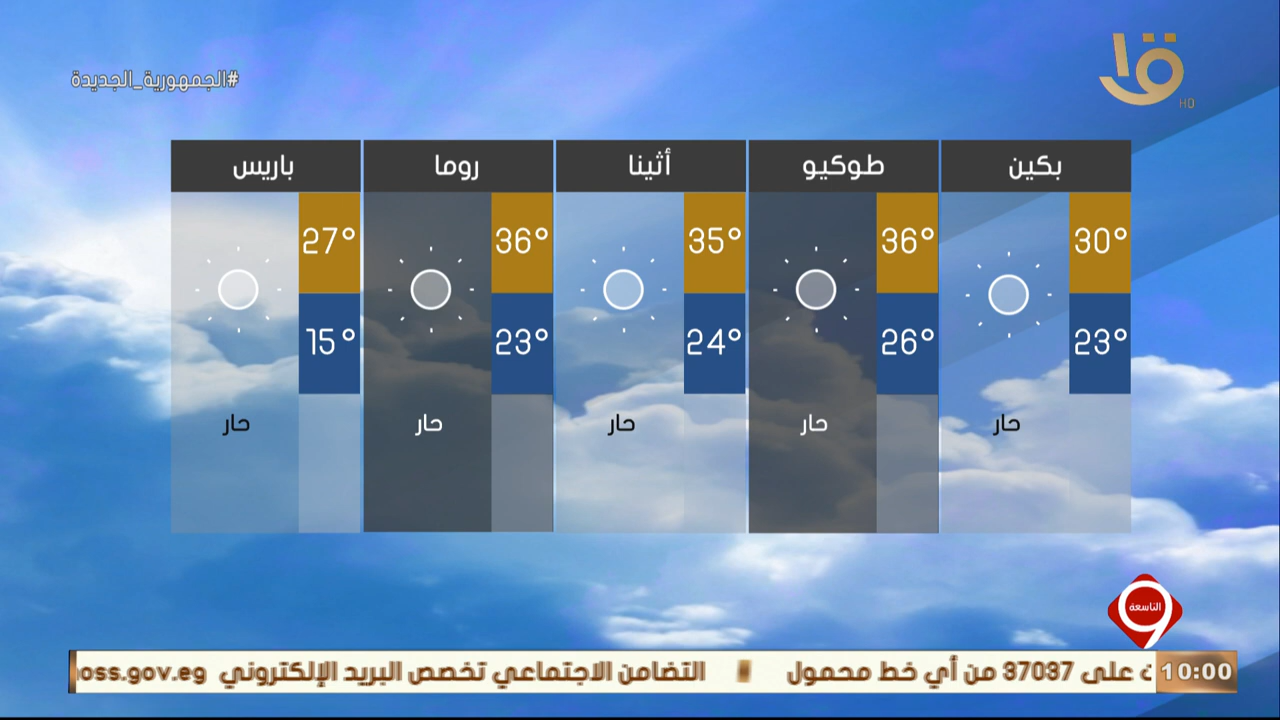 #الجمهورية_الجديدة
HD
بكين
30°
23°
حار
طوكيو
36°
26°
حار
أثينا
35°
24°
حار
روما
36°
23°
حار
باريس
27°
15°
حار
التاسعة
9
10:00
على 37037 من أي خط محمول
التضامن الاجتماعي تخصص البريد الإلكتروني oss.gov.eg